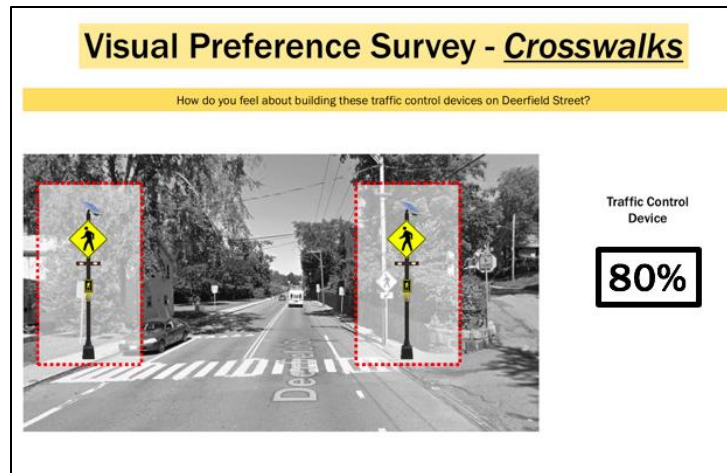 Visual Preference Survey - Crosswalks
How do you feel about building these traffic control devices on Deerfield Street?
Traffic Control
Device
80%